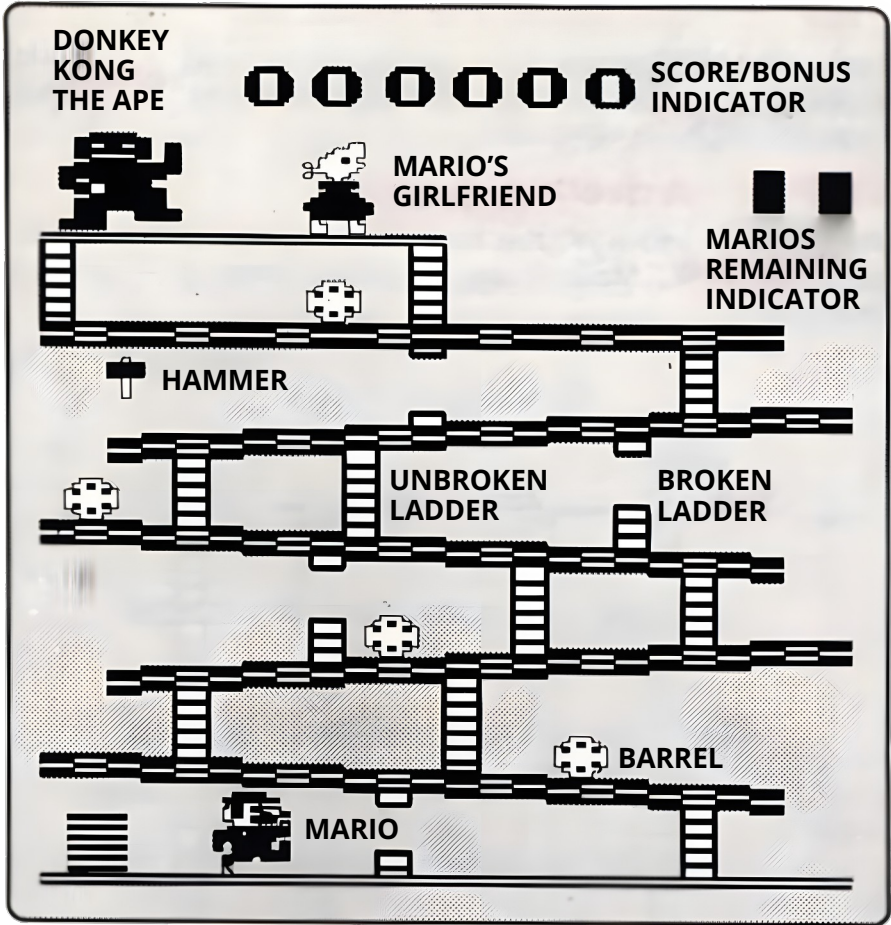 DONKEY
KONG
THE APE
SCORE/BONUS
INDICATOR
MARIO'S
GIRLFRIEND
MARIOS
REMAINING
INDICATOR
HAMMER
UNBROKEN
LADDER
BROKEN
LADDER
BARREL
MARIO